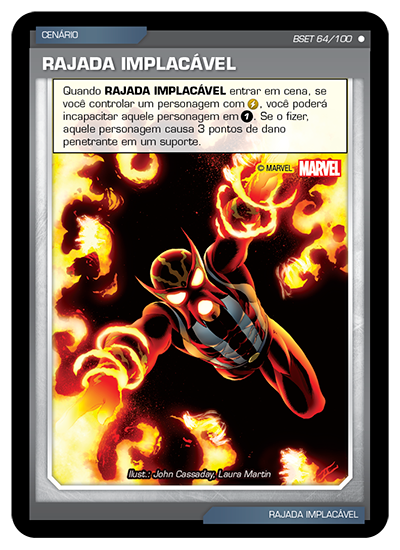 CENÁRIO
BSET 64/100
RAJADA IMPLACÁVEL
Quando RAJADA IMPLACÁVEL entrar em cena, se
você controlar um personagem com , você poderá
incapacitar aquele personagem em 1. Se o fizer,
aquele personagem causa 3 pontos de dano
penetrante em um suporte.
© MARVEL MARVEL
Ilust.: John Cassaday, Laura Martin
RAJADA IMPLACÁVEL